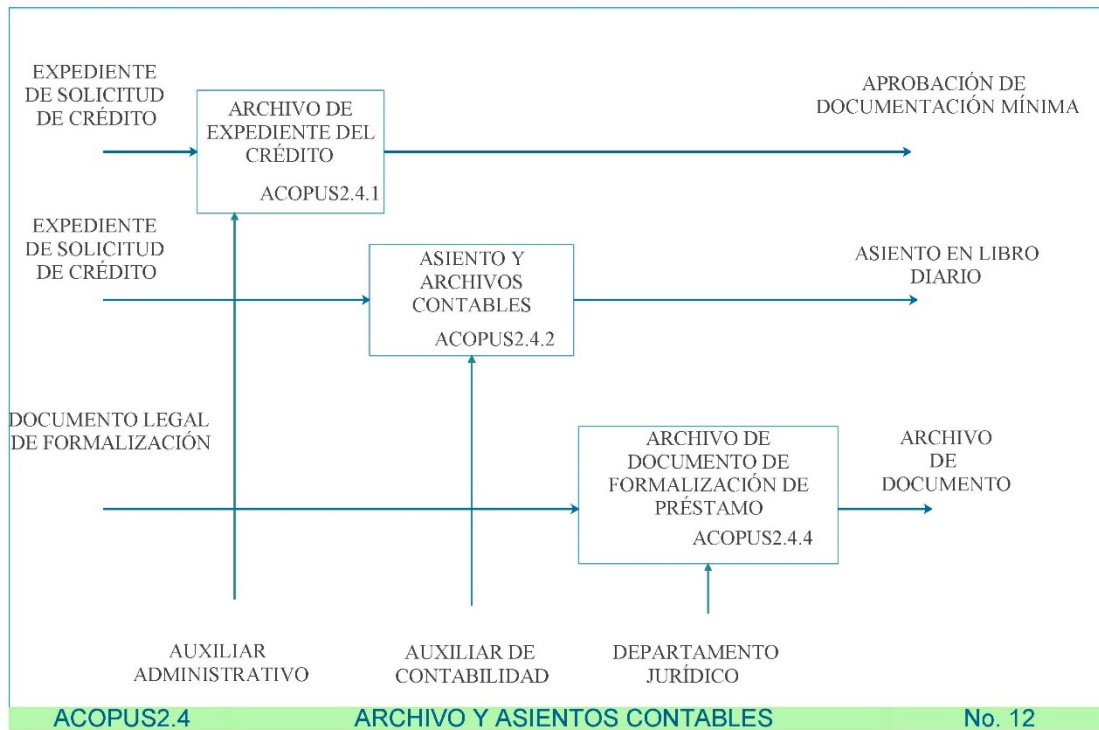 EXPEDIENTE
DE SOLICITUD
DE CRÉDITO
ARCHIVO DE
EXPEDIENTE DEL
CRÉDITO
ACOPUS2.4.1
APROBACIÓN DE
DOCUMENTACIÓN MÍNIMA
EXPEDIENTE
DE SOLICITUD
DE CRÉDITO
ASIENTO Y
ARCHIVOS
CONTABLES
ACOPUS2.4.2
ASIENTO EN LIBRO
DIARIO
DOCUMENTO LEGAL
DE FORMALIZACIÓN
ARCHIVO DE
DOCUMENTO DE
FORMALIZACIÓN DE
PRÉSTAMO
ACOPUS2.4.4
ARCHIVO
DE
DOCUMENTO
AUXILIAR
ADMINISTRATIVO
AUXILIAR DE
CONTABILIDAD
DEPARTAMENTO
JURÍDICO
ACOPUS2.4 ARCHIVO Y ASIENTOS CONTABLES No. 12